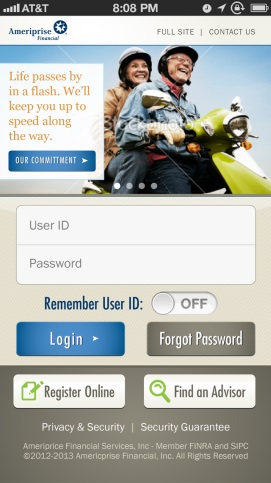 AT&T 8:08 PM
Ameriprise
Financial
FULL SITE | CONTACT US
Life passes by
in a flash. We'll
keep you up to
speed along
the way.
OUR COMMITTMENT
User ID
Password
Remember User ID: OFF
Login
Forgot Password
Register Online
Find an Advisor
Privacy & Security | Security Guarantee
Ameriprice Financial Services, Inc - Member FINRA and SIPC
©2012-2013 Americprise Financial, Inc. All Rights Reserved